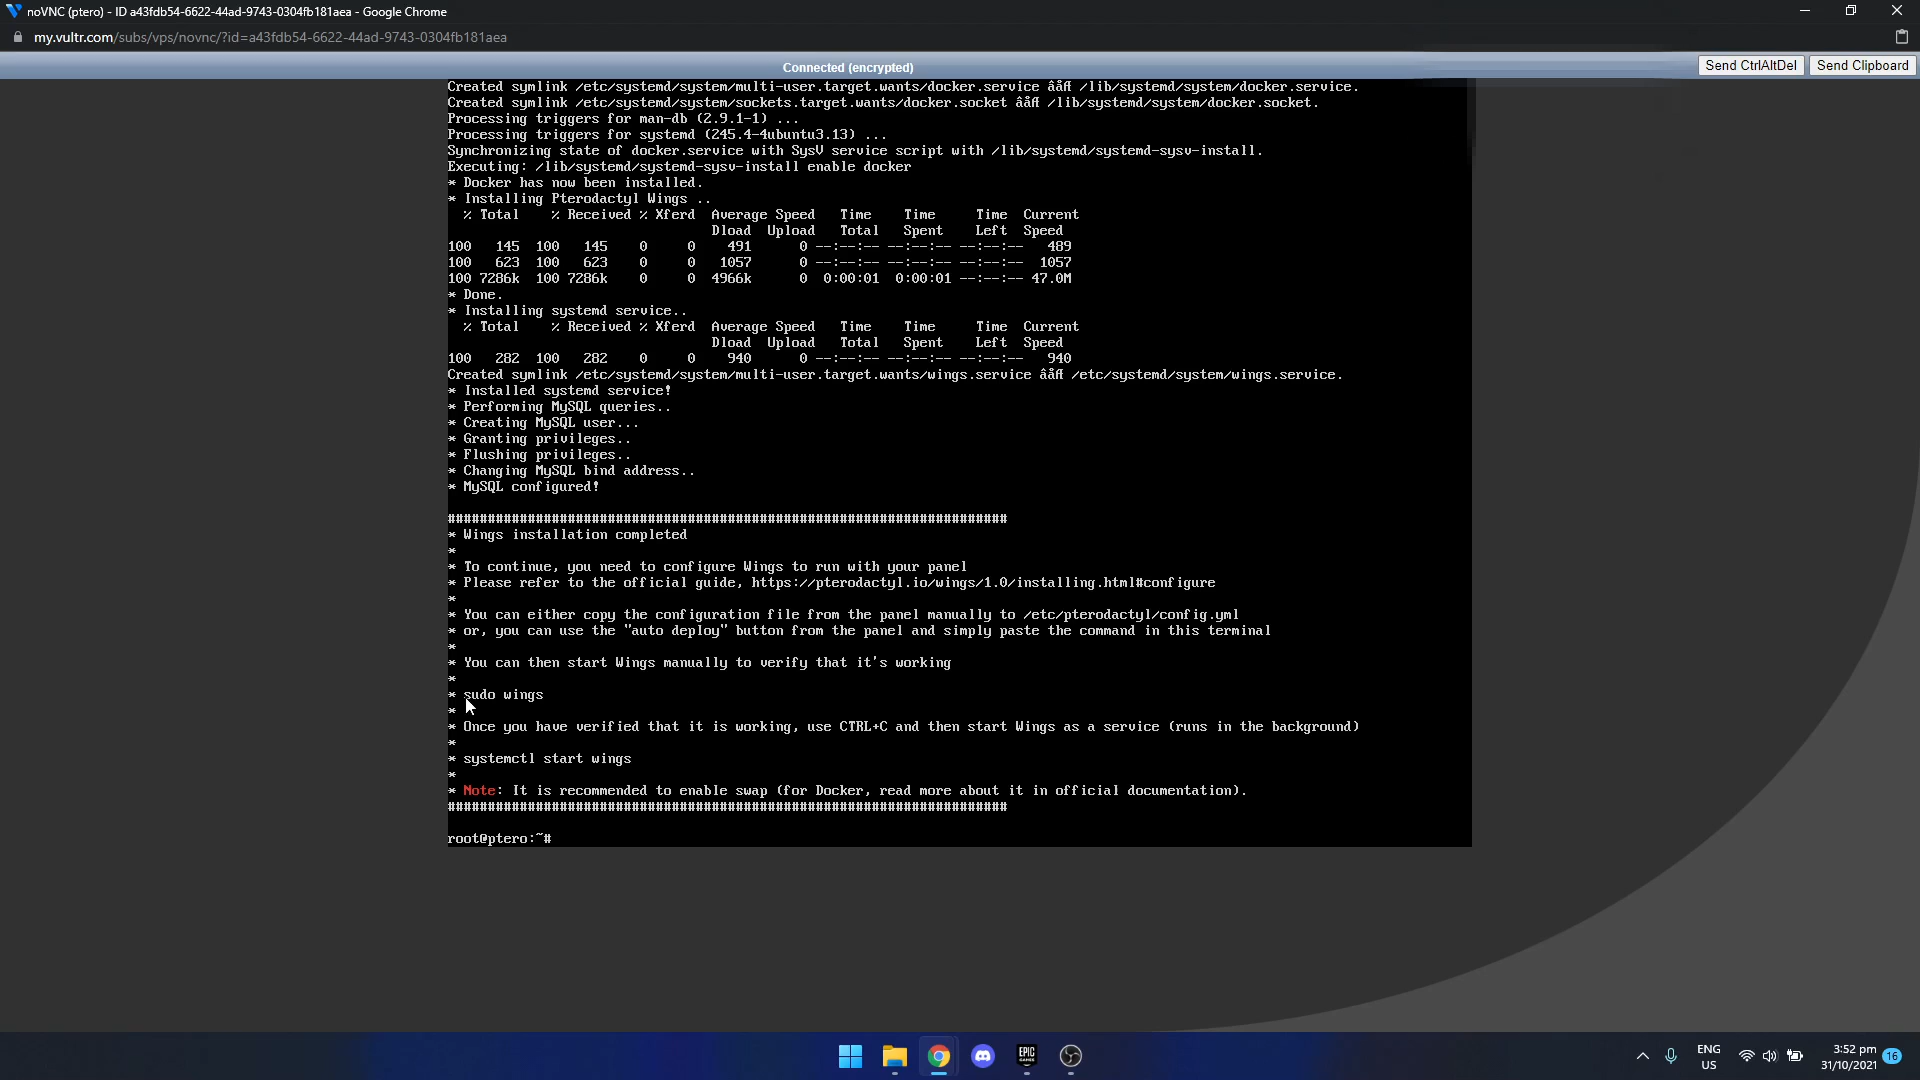 noVNC (ptero) - ID a43fdb54-6622-44ad-9743-0304fb181aea - Google Chrome
my.vultr.com/subs/vps/novnc/?id=a43fdb54-6622-44ad-9743-0304fb181aea
Connected (encrypted)
Send CtrlAltDel
Send Clipboard
Created symlink /etc/systemd/system/multi-user.target.wants/docker.service âåñ /lib/systemd/system/docker.service.
Created symlink /etc/systemd/system/sockets.target.wants/docker.socket âåñ /lib/systemd/system/docker.socket.
Processing triggers for man-db (2.9.1-1) ...
Processing triggers for systemd (245.4-4ubuntu3.13) ...
Synchronizing state of docker.service with SysV service script with /lib/systemd/systemd-sysv-install.
Executing: /lib/systemd/systemd-sysv-install enable docker
* Docker has now been installed.
* Installing Pterodactyl Wings ..
% Total % Received % Xferd Average Speed Time Time Time Current
Dload Upload Total Spent Left Speed
100 145 100 145 0 0 491 0 --:--:-- --:--:-- --:--:-- 489
100 623 100 623 0 0 1057 0 --:--:-- --:--:-- --:--:-- 1057
100 7286k 100 7286k 0 0 4966k 0 0:00:01 0:00:01 --:--:-- 47.0M
* Done.
* Installing systemd service..
% Total % Received % Xferd Average Speed Time Time Time Current
Dload Upload Total Spent Left Speed
100 282 100 282 0 0 940 0 --:--:-- --:--:-- --:--:-- 940
Created symlink /etc/systemd/system/multi-user.target.wants/wings.service âåñ /etc/systemd/system/wings.service.
* Installed systemd service!
* Performing MySQL queries..
* Creating MySQL user...
* Granting privileges..
* Flushing privileges..
* Changing MySQL bind address..
* MySQL configured!
######################################################################
* Wings installation completed
*
* To continue, you need to configure Wings to run with your panel
* Please refer to the official guide, https://pterodactyl.io/wings/1.0/installing.html#configure
*
* You can either copy the configuration file from the panel manually to /etc/pterodactyl/config.yml
* or, you can use the "auto deploy" button from the panel and simply paste the command in this terminal
*
* You can then start Wings manually to verify that it's working
*
* sudo wings
*
* Once you have verified that it is working, use CTRL+C and then start Wings as a service (runs in the background)
*
* systemctl start wings
*
* Note: It is recommended to enable swap (for Docker, read more about it in official documentation).
######################################################################
root@ptero:~#
EPIC
GAMES
ENG
US
3:52 pm
31/10/2021
16